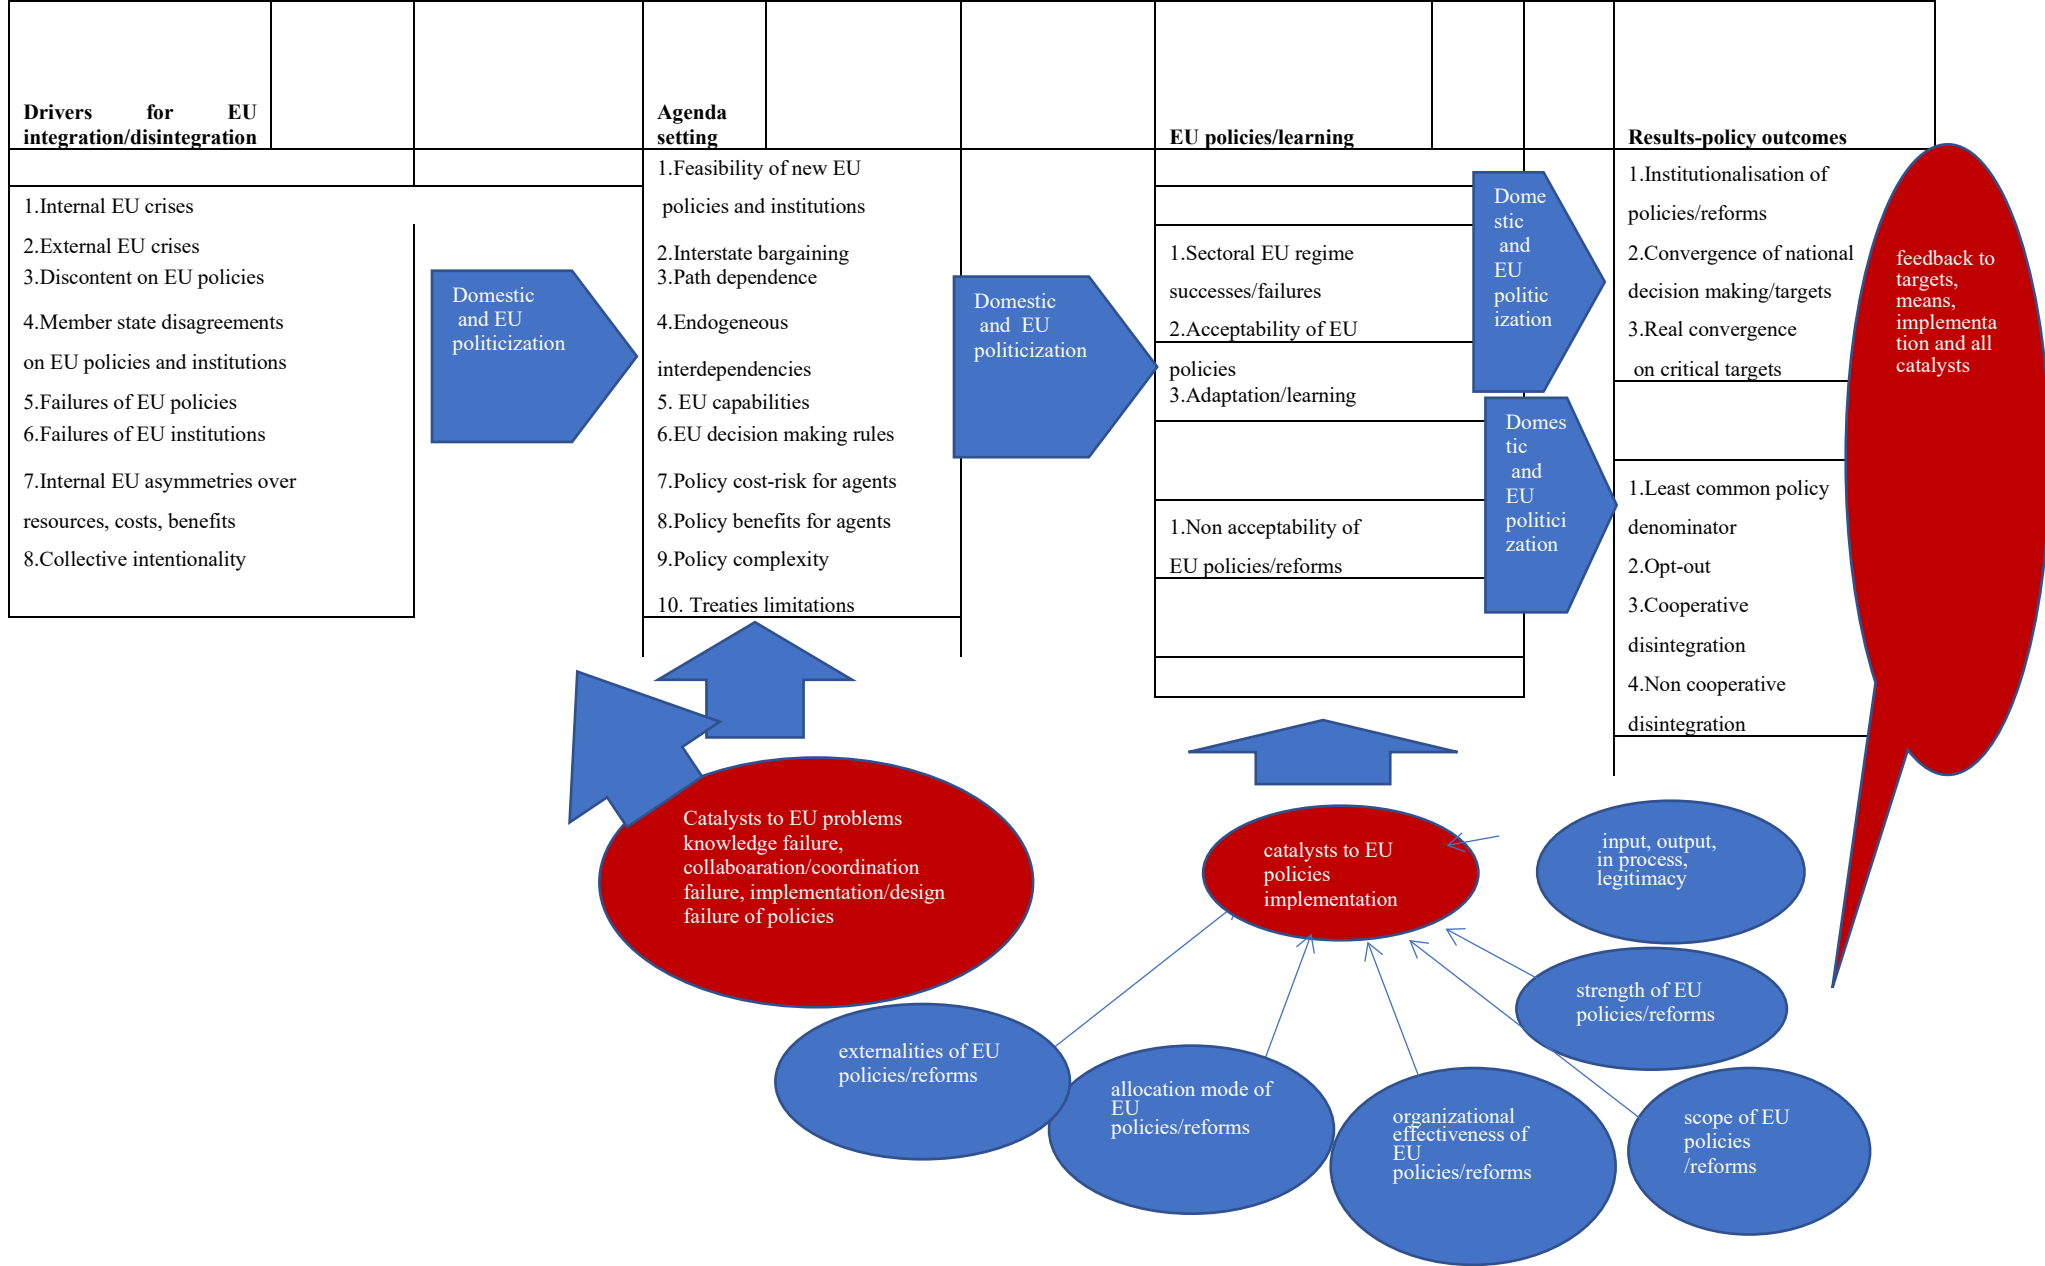 Drivers for EU
integration/disintegration
Agenda
setting
EU policies/learning
Results-policy outcomes
1.Internal EU crises
2.External EU crises
3.Discontent on EU policies
4.Member state disagreements
on EU policies and institutions
5.Failures of EU policies
6.Failures of EU institutions
7.Internal EU asymmetries over
resources, costs, benefits
8.Collective intentionality
Domestic
and EU
politicization
1.Feasibility of new EU
policies and institutions
2.Interstate bargaining
3.Path dependence
4.Endogeneous
interdependencies
5. EU capabilities
6.EU decision making rules
7.Policy cost-risk for agents
8.Policy benefits for agents
9.Policy complexity
10. Treaties limitations
Domestic
and EU
politicization
1.Sectoral EU regime
successes/failures
2.Acceptability of EU
policies
3.Adaptation/learning
1.Non acceptability of
EU policies/reforms
Dome
stic
and
EU
politic
ization
Domes
tic
and
EU
politici
zation
1.Institutionalisation of
policies/reforms
2.Convergence of national
decision making/targets
3.Real convergence
on critical targets
1.Least common policy
denominator
2.Opt-out
3.Cooperative
disintegration
4.Non cooperative
disintegration
feedback to
targets,
means,
implementa
tion and all
catalysts
Catalysts to EU problems
knowledge failure,
collaboaration/coordination
failure, implementation/design
failure of policies
catalysts to EU
policies
implementation
input, output,
in process,
legitimacy
strength of EU
policies/reforms
externalities of EU
policies/reforms
allocation mode of
EU
policies/reforms
organizational
effectiveness of
EU
policies/reforms
scope of EU
policies
/reforms